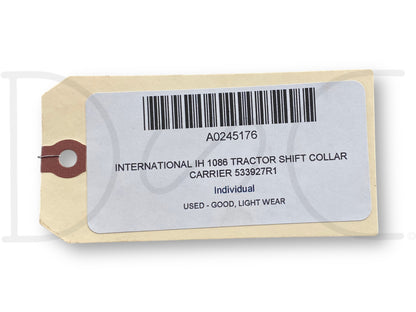 A0245176
INTERNATIONAL IH 1086 TRACTOR SHIFT COLLAR
CARRIER 533927R1
Individual
USED - GOOD, LIGHT WEAR